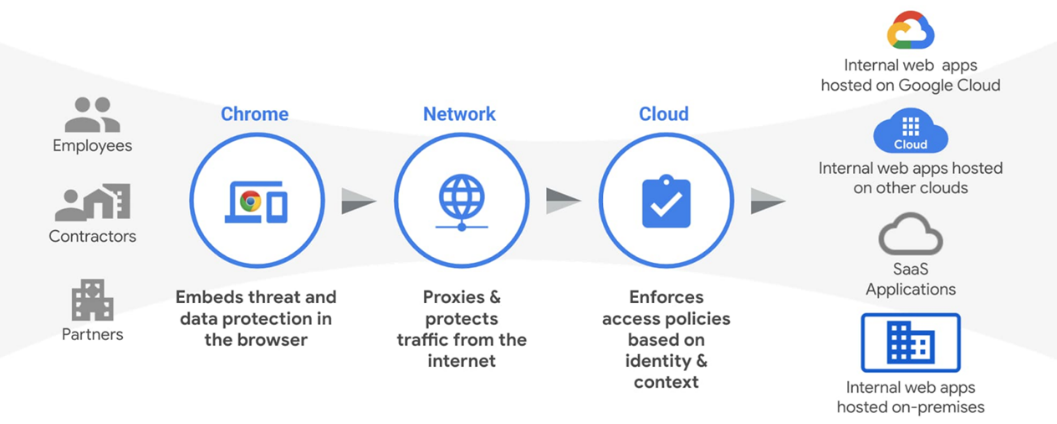 Employees
Contractors
Partners
Chrome
Embeds threat and
data protection in
the browser
Network
Proxies &
protects
traffic from the
internet
Cloud
Enforces
access policies
based on
identity &
context
Internal web apps
hosted on Google Cloud
Cloud
Internal web apps hosted
on other clouds
SaaS
Applications
Internal web apps
hosted on-premises